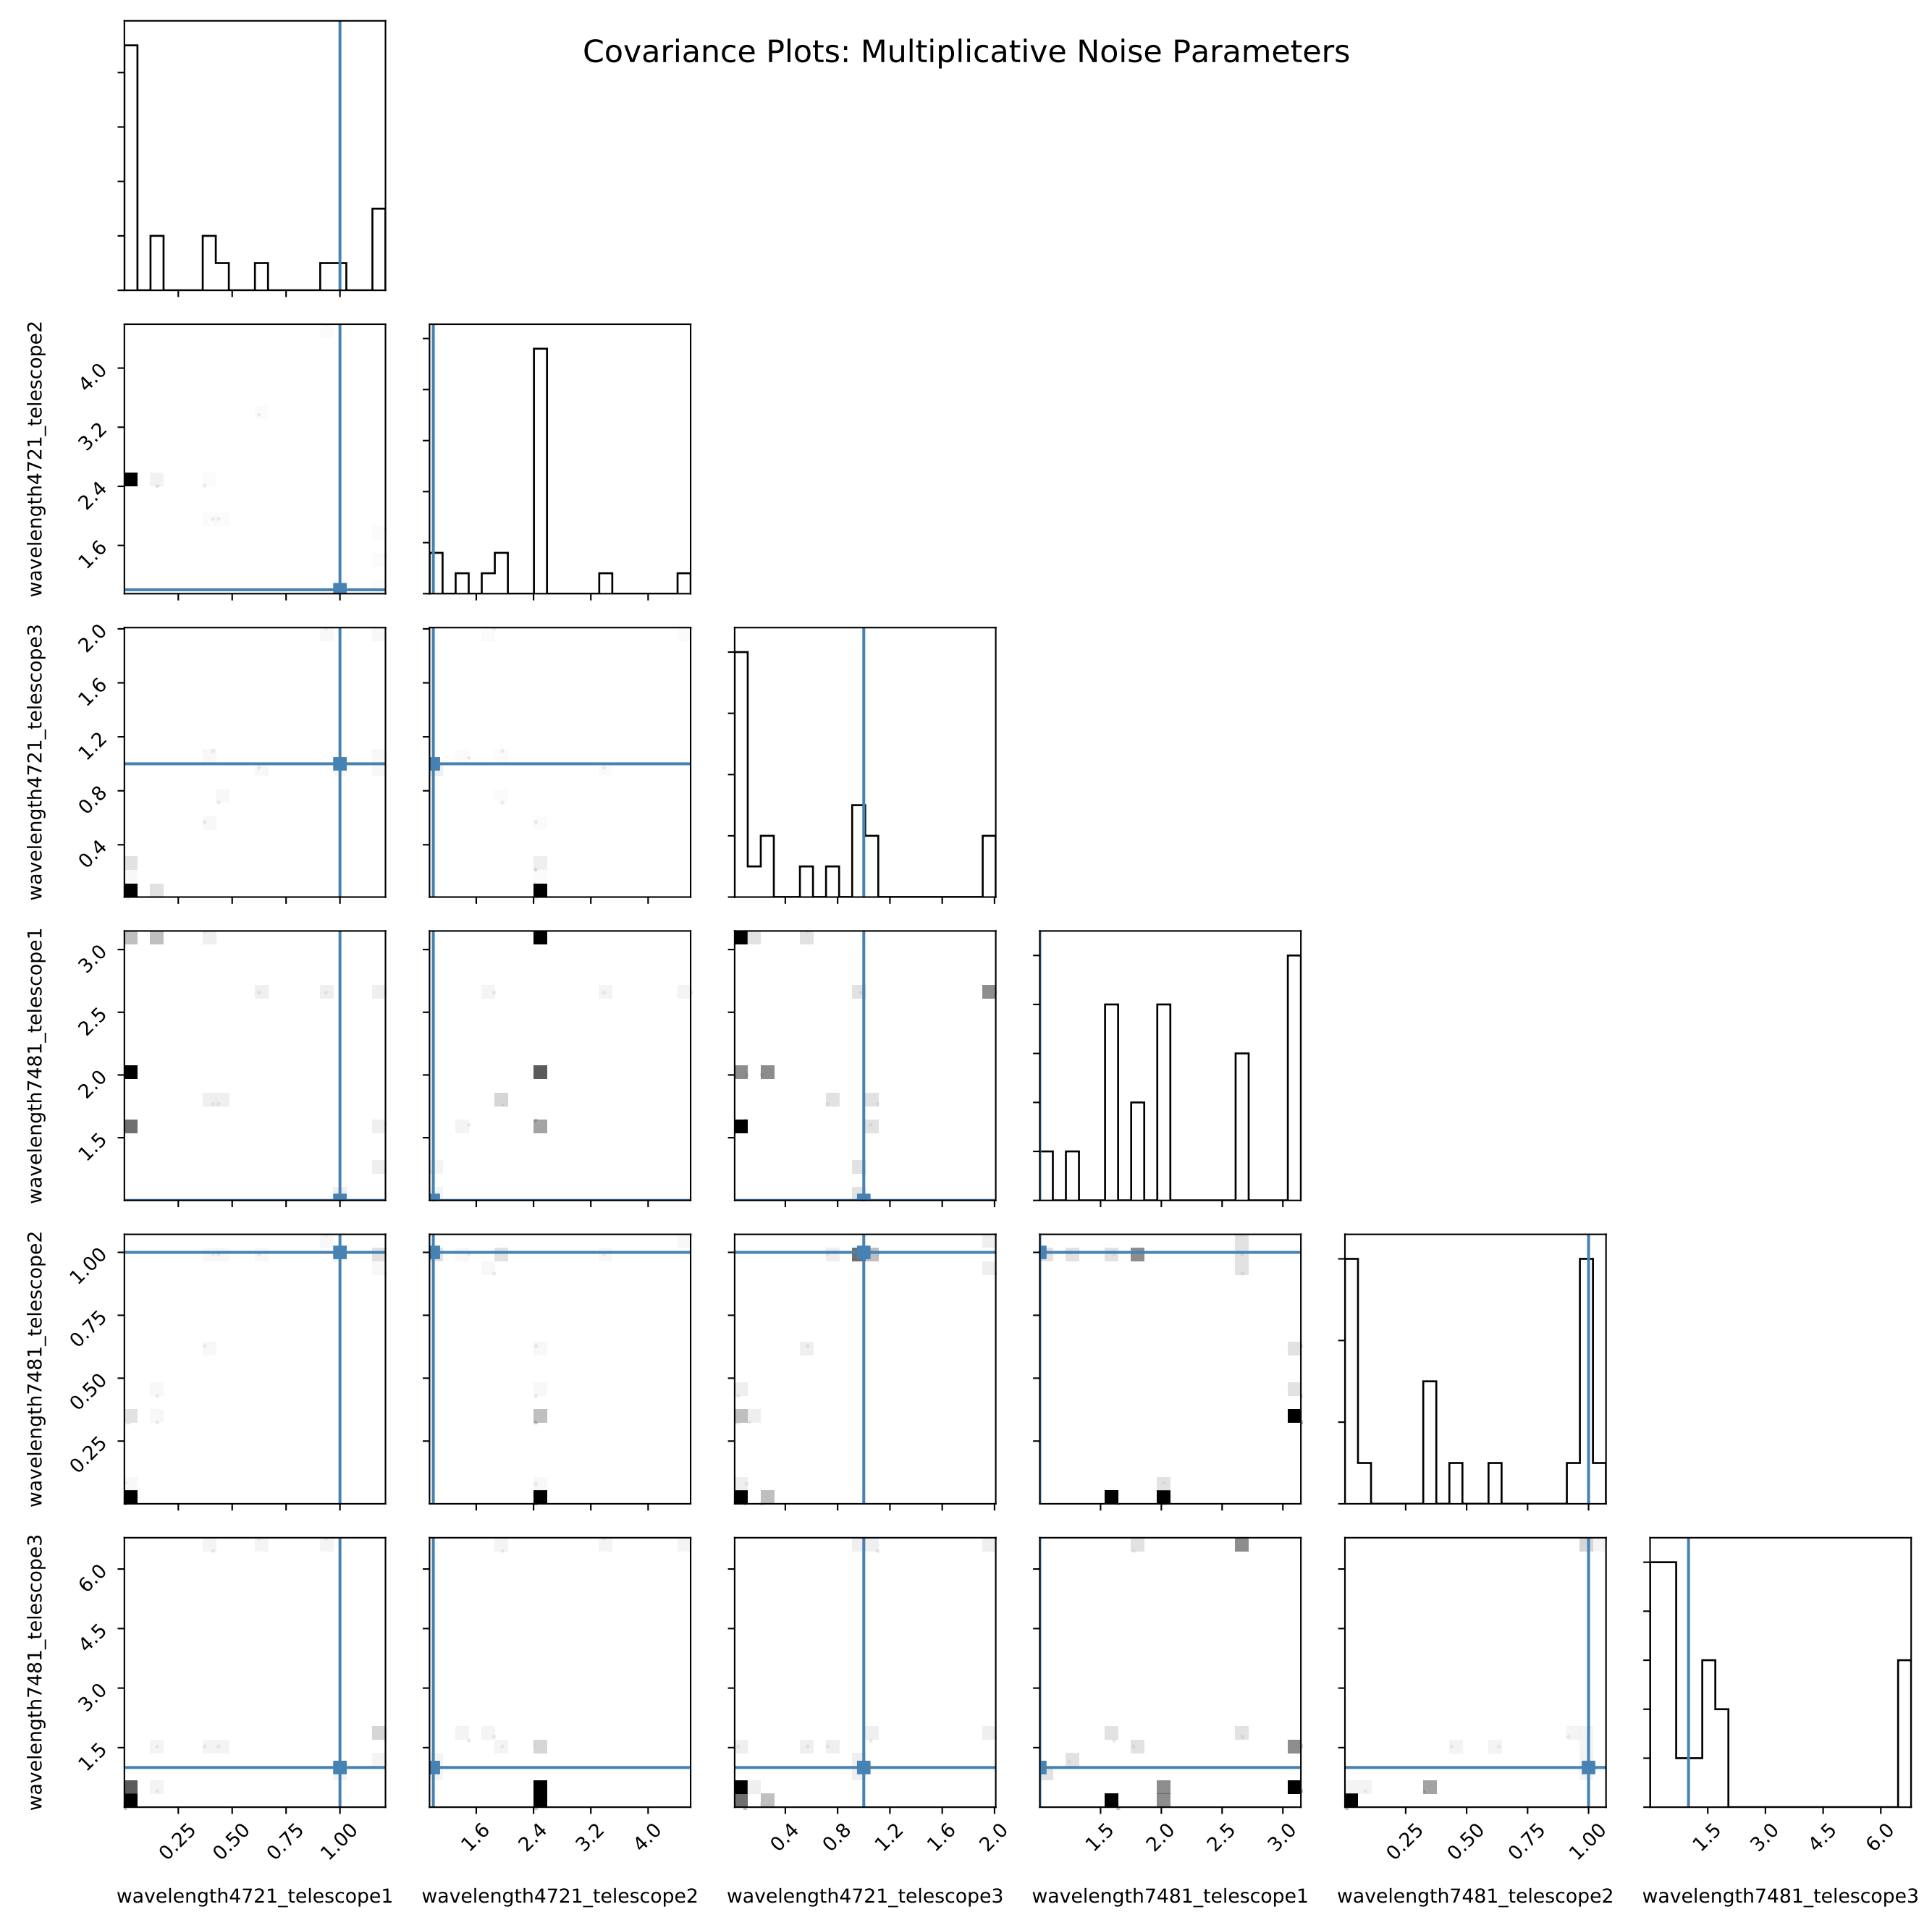 Covariance Plots: Multiplicative Noise Parameters
wavelength4721_telescope2
4.0
3.2
2.4
1.6
wavelength4721_telescope3
2.0
1.6
1.2
0.8
0.4
wavelength7481_telescope1
3.0
2.5
2.0
1.5
wavelength7481_telescope2
1.00
0.75
0.50
0.25
wavelength7481_telescope3
6.0
4.5
3.0
1.5
0.25 0.50 0.75 1.00
1.6 2.4 3.2 4.0
0.4 0.8 1.2 1.6 2.0
1.5 2.0 2.5 3.0
0.25 0.50 0.75 1.00
1.5 3.0 4.5 6.0
wavelength4721_telescope1
wavelength4721_telescope2
wavelength4721_telescope3
wavelength7481_telescope1
wavelength7481_telescope2
wavelength7481_telescope3